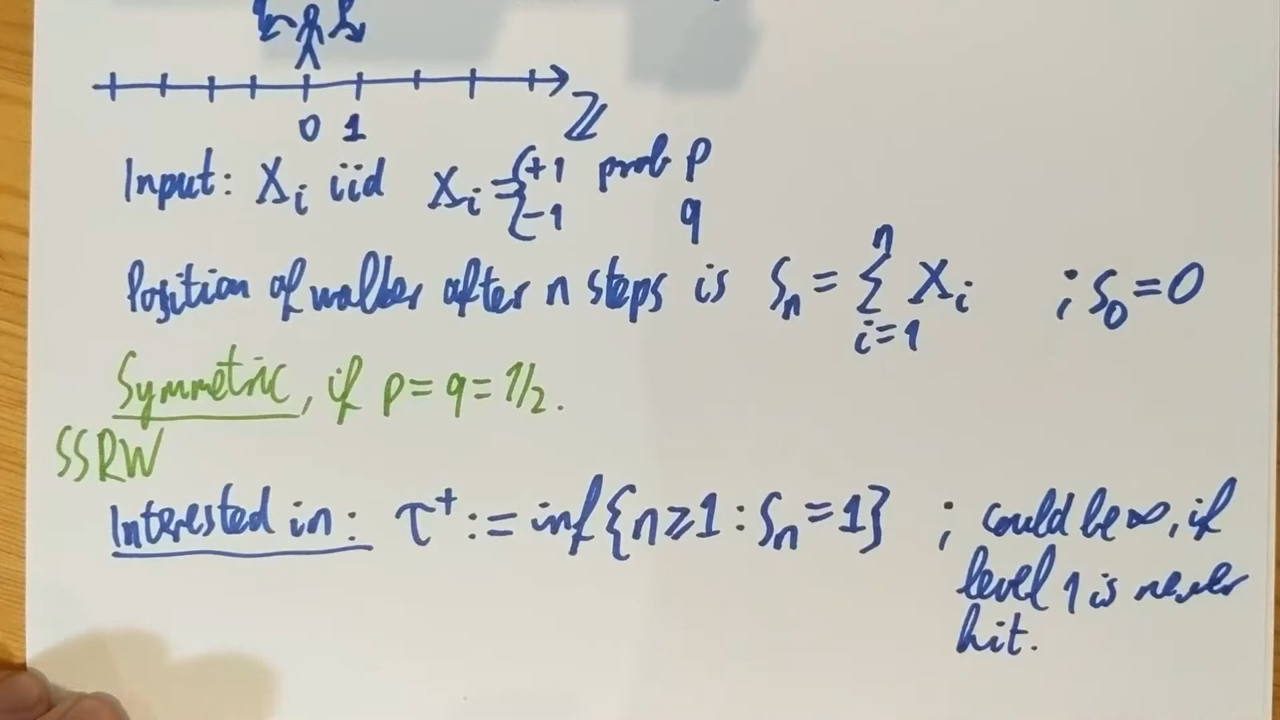 0 1 ℤ
Input: Xᵢ iid Xᵢ = { +1 prob p
−1 q
Position of walker after n steps is Sₙ = ∑ᵢ₌₁ⁿ Xᵢ ; S₀ = 0
Symmetric, if p = q = 1/2.
SSRW
Interested in: τ⁺ := inf{n ≥ 1 : Sₙ = 1} ; could be ∞, if
level 1 is never
hit.